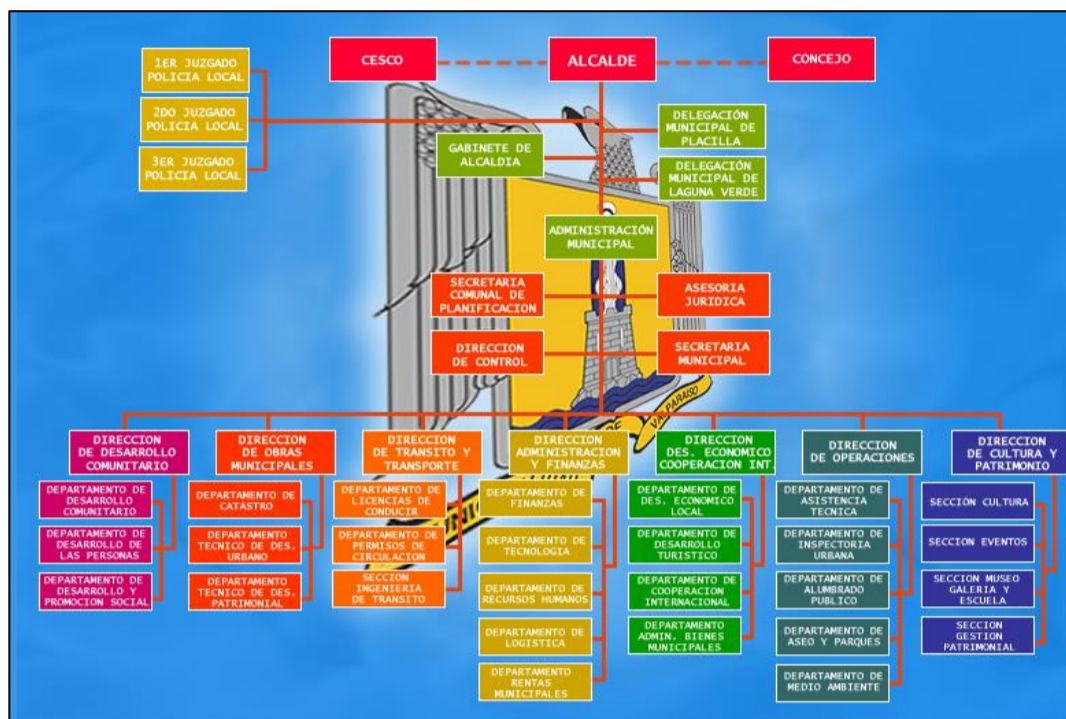 CESCO
ALCALDE
CONCEJO
1ER JUZGADO
POLICIA LOCAL
2DO JUZGADO
POLICIA LOCAL
3ER JUZGADO
POLICIA LOCAL
DELEGACIÓN
MUNICIPAL DE
PLACILLA
GABINETE DE
ALCALDIA
DELEGACIÓN
MUNICIPAL DE
LAGUNA VERDE
ADMINISTRACIÓN
MUNICIPAL
SECRETARIA
COMUNAL DE
PLANIFICACION
ASESORIA
JURIDICA
DIRECCION
DE CONTROL
SECRETARIA
MUNICIPAL
VALPARAISO
DIRECCION
DE DESARROLLO
COMUNITARIO
DEPARTAMENTO DE
DESARROLLO
COMUNITARIO
DEPARTAMENTO DE
DESARROLLO DE
LAS PERSONAS
DEPARTAMENTO DE
DESARROLLO Y
PROMOCION SOCIAL
DIRECCION
DE OBRAS
MUNICIPALES
DEPARTAMENTO DE
CATASTRO
DEPARTAMENTO
TECNICO DE DES.
URBANO
DEPARTAMENTO
TECNICO DE DES.
PATRIMONIAL
DIRECCION
DE TRANSITO Y
TRANSPORTE
DEPARTAMENTO DE
LICENCIAS DE
CONDUCIR
DEPARTAMENTO DE
PERMISOS DE
CIRCULACION
SECCION
INGENIERIA
DE TRANSITO
DIRECCION
ADMINISTRACION
Y FINANZAS
DEPARTAMENTO DE
FINANZAS
DEPARTAMENTO DE
TECNOLOGIA
DEPARTAMENTO DE
RECURSOS HUMANOS
DEPARTAMENTO DE
LOGISTICA
DEPARTAMENTO
RENTAS
MUNICIPALES
DIRECCION
DES. ECONOMICO
COOPERACION INT.
DEPARTAMENTO DE
DES. ECONOMICO
LOCAL
DEPARTAMENTO DE
DESARROLLO
TURISTICO
DEPARTAMENTO DE
COOPERACION
INTERNACIONAL
DEPARTAMENTO
ADMIN. BIENES
MUNICIPALES
DIRECCION
DE OPERACIONES
DEPARTAMENTO DE
ASISTENCIA
TECNICA
DEPARTAMENTO DE
INSPECTORIA
URBANA
DEPARTAMENTO DE
ALUMBRADO
PUBLICO
DEPARTAMENTO DE
ASEO Y PARQUES
DEPARTAMENTO DE
MEDIO AMBIENTE
DIRECCION
DE CULTURA Y
PATRIMONIO
SECCIÓN CULTURA
SECCION EVENTOS
SECCION MUSEO
GALERIA Y
ESCUELA
SECCION
GESTION
PATRIMONIAL